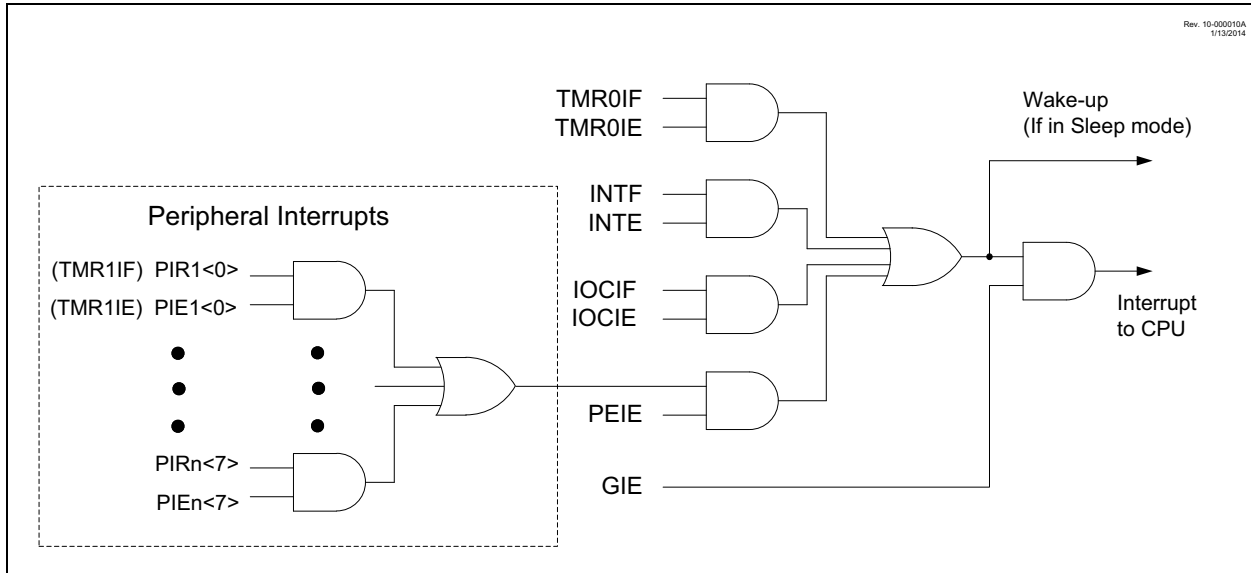 Rev. 10-000010A
1/13/2014
TMR0IF
TMR0IE
Wake-up
(If in Sleep mode)
INTF
INTE
Peripheral Interrupts
(TMR1IF) PIR1<0>
(TMR1IE) PIE1<0>
IOCIF
IOCIE
Interrupt
to CPU
PEIE
PIRn<7>
PIEn<7>
GIE